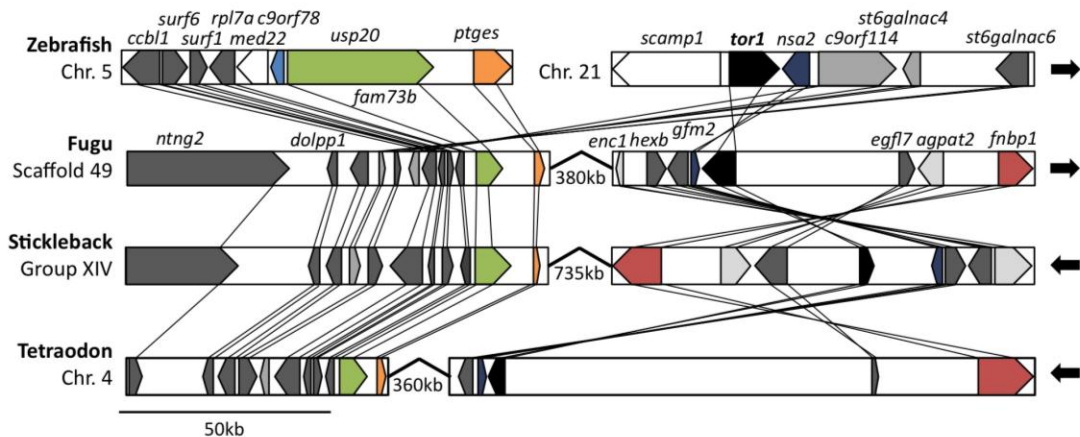 surf6 rpl7a c9orf78 st6galnac4
ccbl1 surf1 med22 usp20 ptges scamp1 tor1 nsa2 c9orf114 st6galnac6
Zebrafish
Chr. 5 Chr. 21
fam73b
Fugu ntng2 dolpp1 enc1 hexb gfm2 egfl7 agpat2 fnbp1
Scaffold 49
380kb
Stickleback
Group XIV
735kb
Tetraodon
Chr. 4
360kb
50kb